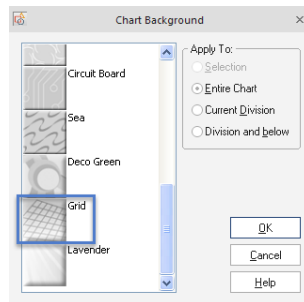 Chart Background
Circuit Board
Sea
Deco Green
Grid
Lavender
Apply To:
Selection
Entire Chart
Current Division
Division and below
OK
Cancel
Help